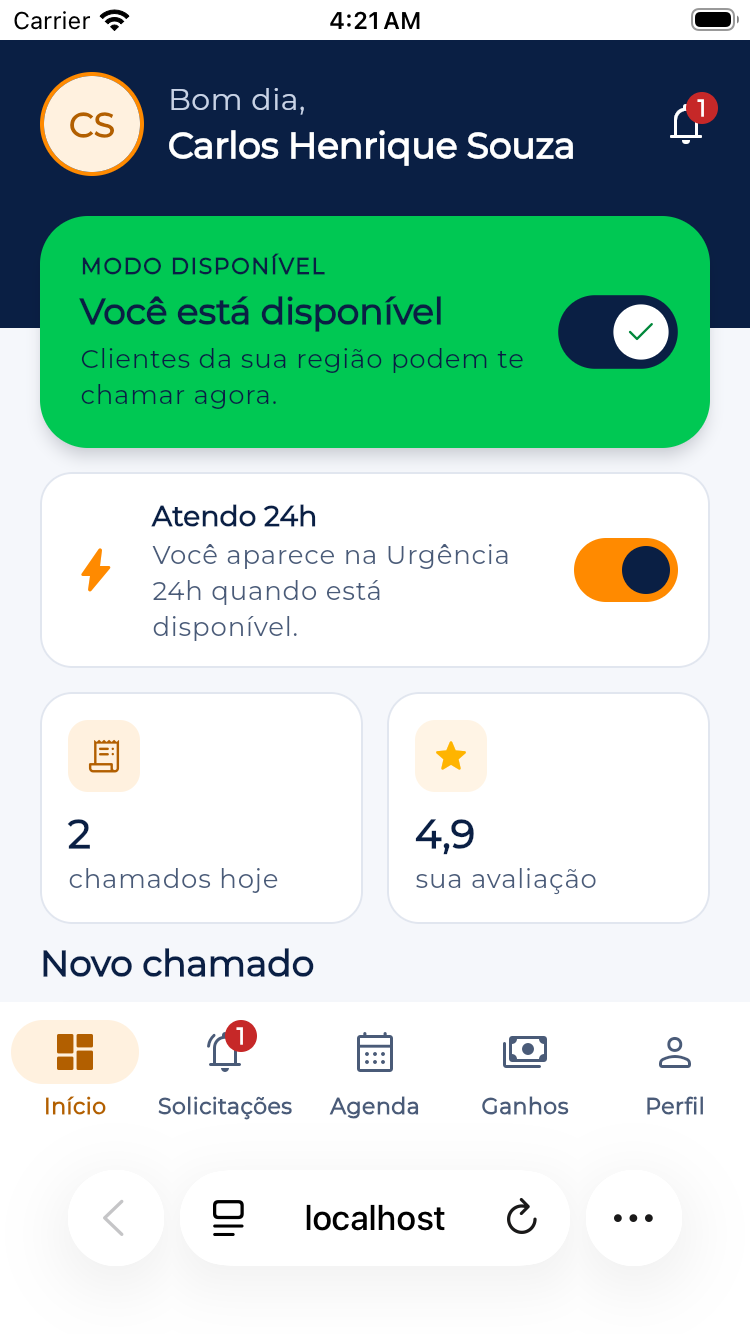 Carrier
4:21 AM
CS
Bom dia,
Carlos Henrique Souza
1
MODO DISPONÍVEL
Você está disponível
Clientes da sua região podem te
chamar agora.
Atendo 24h
Você aparece na Urgência
24h quando está
disponível.
2
chamados hoje
4,9
sua avaliação
Novo chamado
1
Início
Solicitações
Agenda
Ganhos
Perfil
localhost